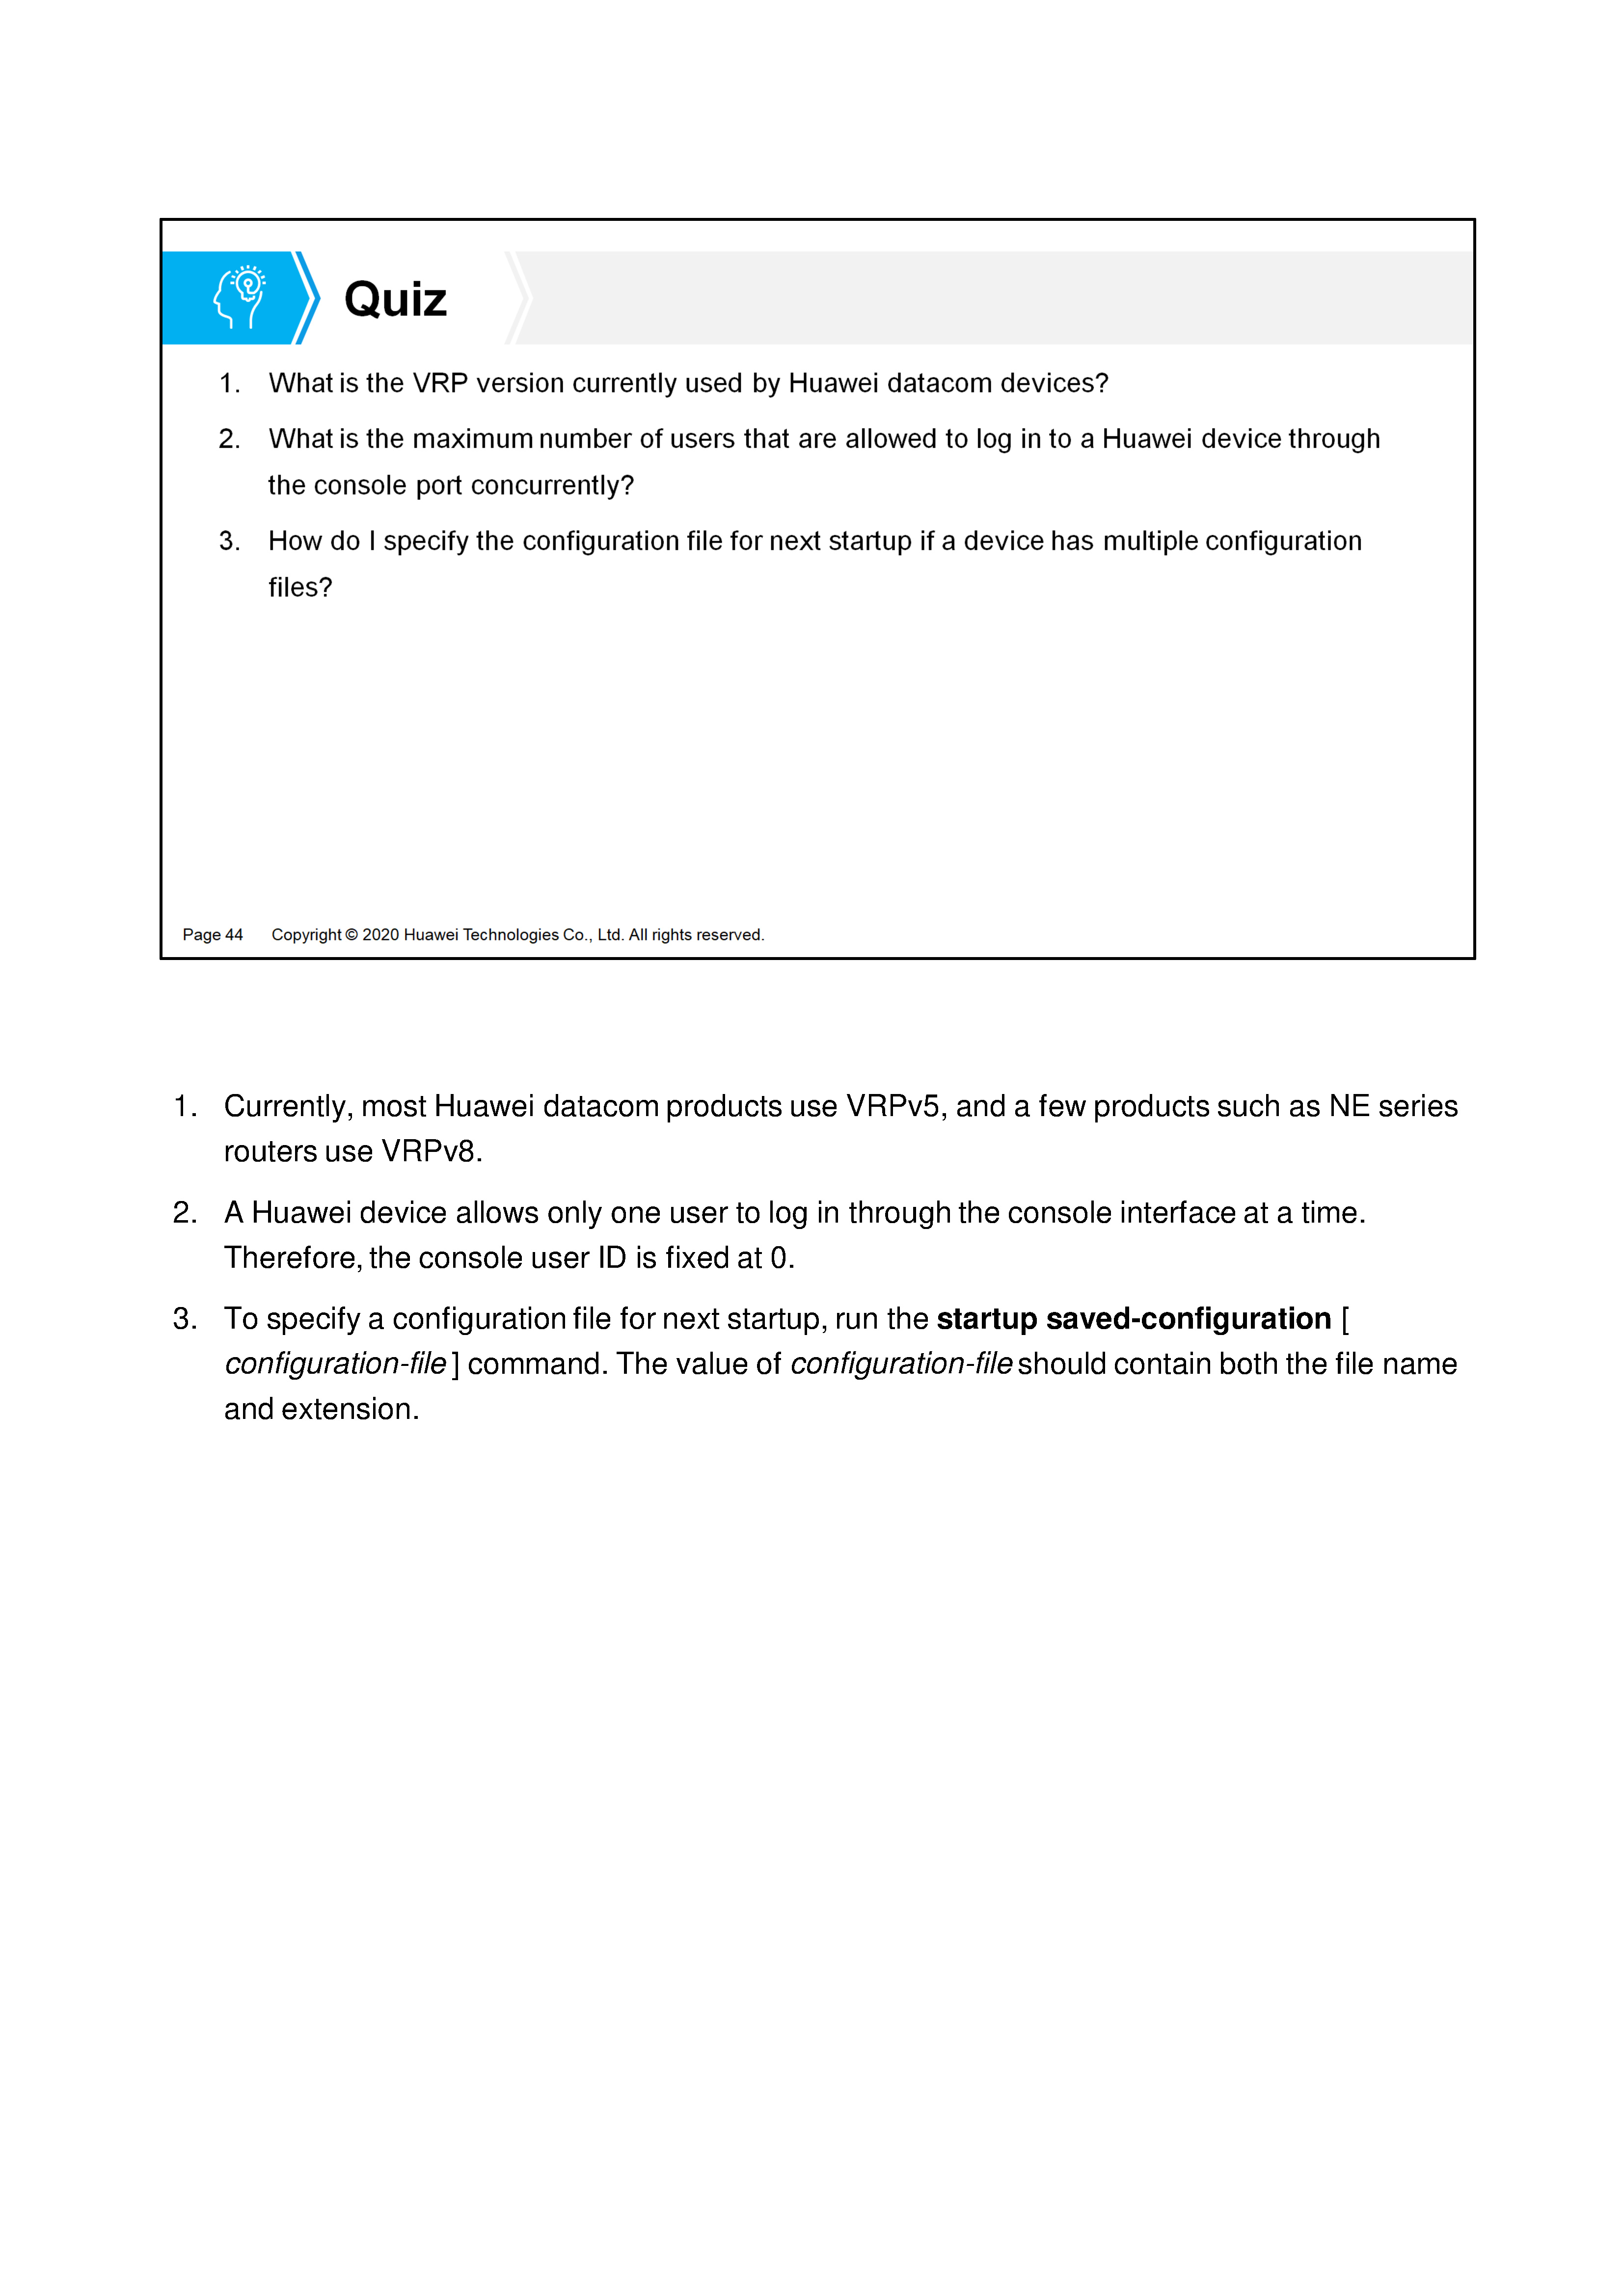 Quiz
1. What is the VRP version currently used by Huawei datacom devices?
2. What is the maximum number of users that are allowed to log in to a Huawei device through
the console port concurrently?
3. How do I specify the configuration file for next startup if a device has multiple configuration
files?
Page 44 Copyright © 2020 Huawei Technologies Co., Ltd. All rights reserved.
1. Currently, most Huawei datacom products use VRPv5, and a few products such as NE series
routers use VRPv8.
2. A Huawei device allows only one user to log in through the console interface at a time.
Therefore, the console user ID is fixed at 0.
3. To specify a configuration file for next startup, run the startup saved-configuration [
configuration-file ] command. The value of configuration-file should contain both the file name
and extension.